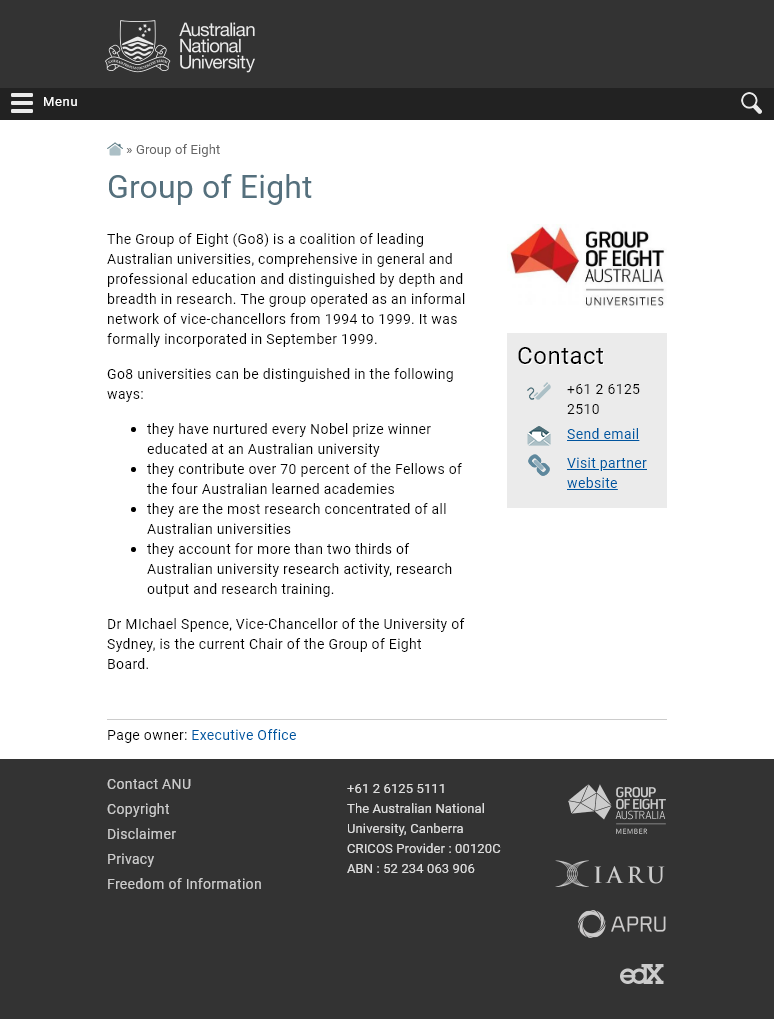 Australian
National
University
Menu
» Group of Eight
Group of Eight
The Group of Eight (Go8) is a coalition of leading
Australian universities, comprehensive in general and
professional education and distinguished by depth and
breadth in research. The group operated as an informal
network of vice-chancellors from 1994 to 1999. It was
formally incorporated in September 1999.
Go8 universities can be distinguished in the following
ways:
they have nurtured every Nobel prize winner
educated at an Australian university
they contribute over 70 percent of the Fellows of
the four Australian learned academies
they are the most research concentrated of all
Australian universities
they account for more than two thirds of
Australian university research activity, research
output and research training.
Dr MIchael Spence, Vice-Chancellor of the University of
Sydney, is the current Chair of the Group of Eight
Board.
GROUP
OF EIGHT
AUSTRALIA
UNIVERSITIES
Contact
+61 2 6125
2510
Send email
Visit partner
website
Page owner: Executive Office
Contact ANU
Copyright
Disclaimer
Privacy
Freedom of Information
+61 2 6125 5111
The Australian National
University, Canberra
CRICOS Provider : 00120C
ABN : 52 234 063 906
GROUP
OF EIGHT
AUSTRALIA
MEMBER
IARU
APRU
edX